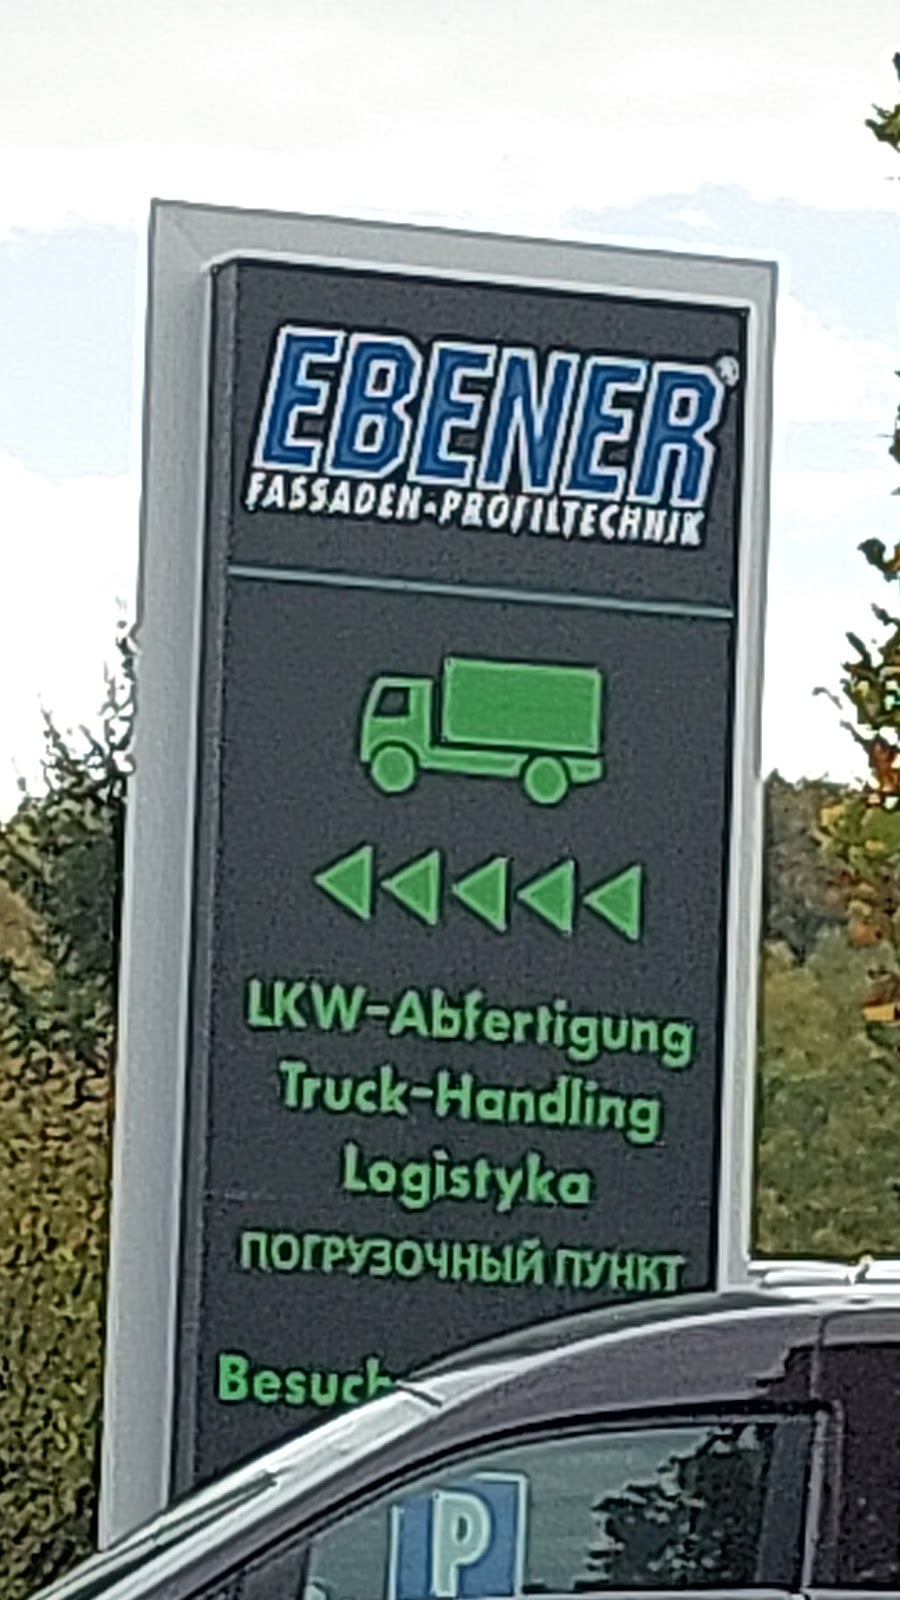 EBENER®
FASSADEN-PROFILTECHNIK
LKW-Abfertigung
Truck-Handling
Logistyka
ПОГРУЗОЧНЫЙ ПУНКТ
P